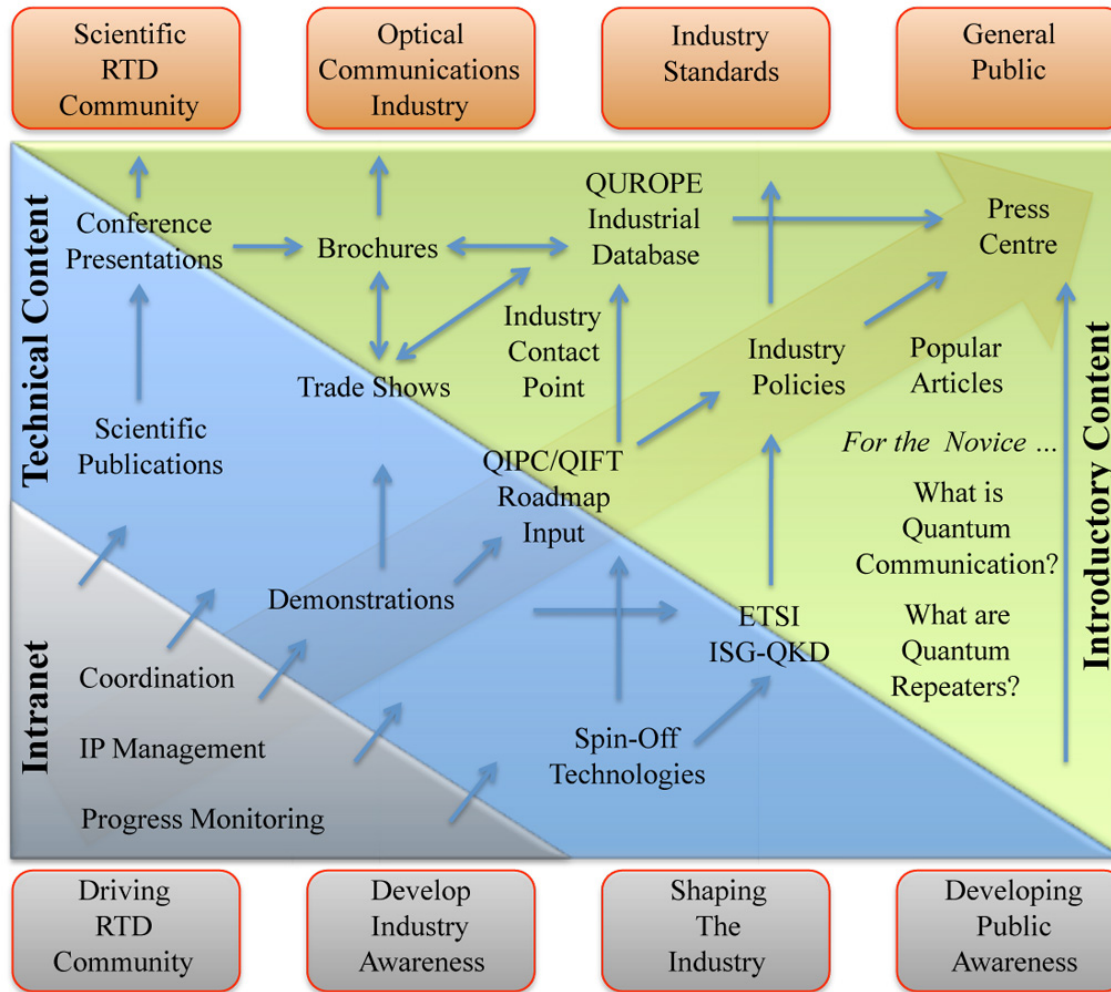 Scientific
RTD
Community
Optical
Communications
Industry
Industry
Standards
General
Public
Technical Content
Conference
Presentations
Brochures
QUROPE
Industrial
Database
Press
Centre
Industry
Contact
Point
Trade Shows
Industry
Policies
Popular
Articles
Scientific
Publications
QIPC/QIFT
Roadmap
Input
For the Novice ...
What is
Quantum
Communication?
What are
Quantum
Repeaters?
Introductory Content
Demonstrations
ETSI
ISG-QKD
Intranet
Coordination
IP Management
Progress Monitoring
Spin-Off
Technologies
Driving
RTD
Community
Develop
Industry
Awareness
Shaping
The
Industry
Developing
Public
Awareness